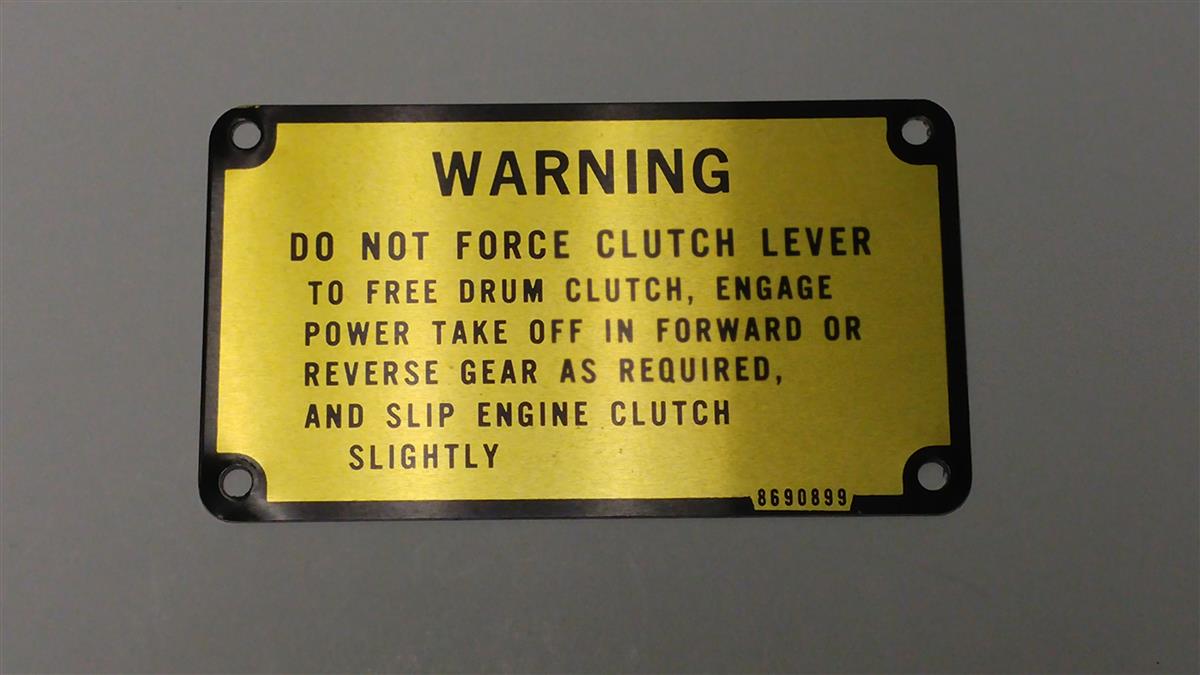 WARNING
DO NOT FORCE CLUTCH LEVER
TO FREE DRUM CLUTCH, ENGAGE
POWER TAKE OFF IN FORWARD OR
REVERSE GEAR AS REQUIRED,
AND SLIP ENGINE CLUTCH
SLIGHTLY
8690899